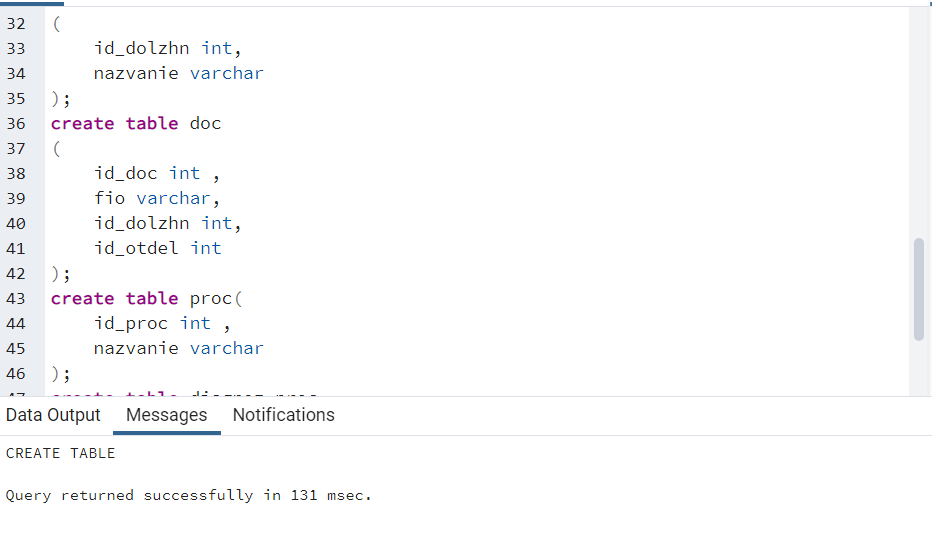 32 (
33 id_dolzhn int,
34 nazvanie varchar
35 );
36 create table doc
37 (
38 id_doc int ,
39 fio varchar,
40 id_dolzhn int,
41 id_otdel int
42 );
43 create table proc(
44 id_proc int ,
45 nazvanie varchar
46 );
Data Output Messages Notifications
CREATE TABLE
Query returned successfully in 131 msec.